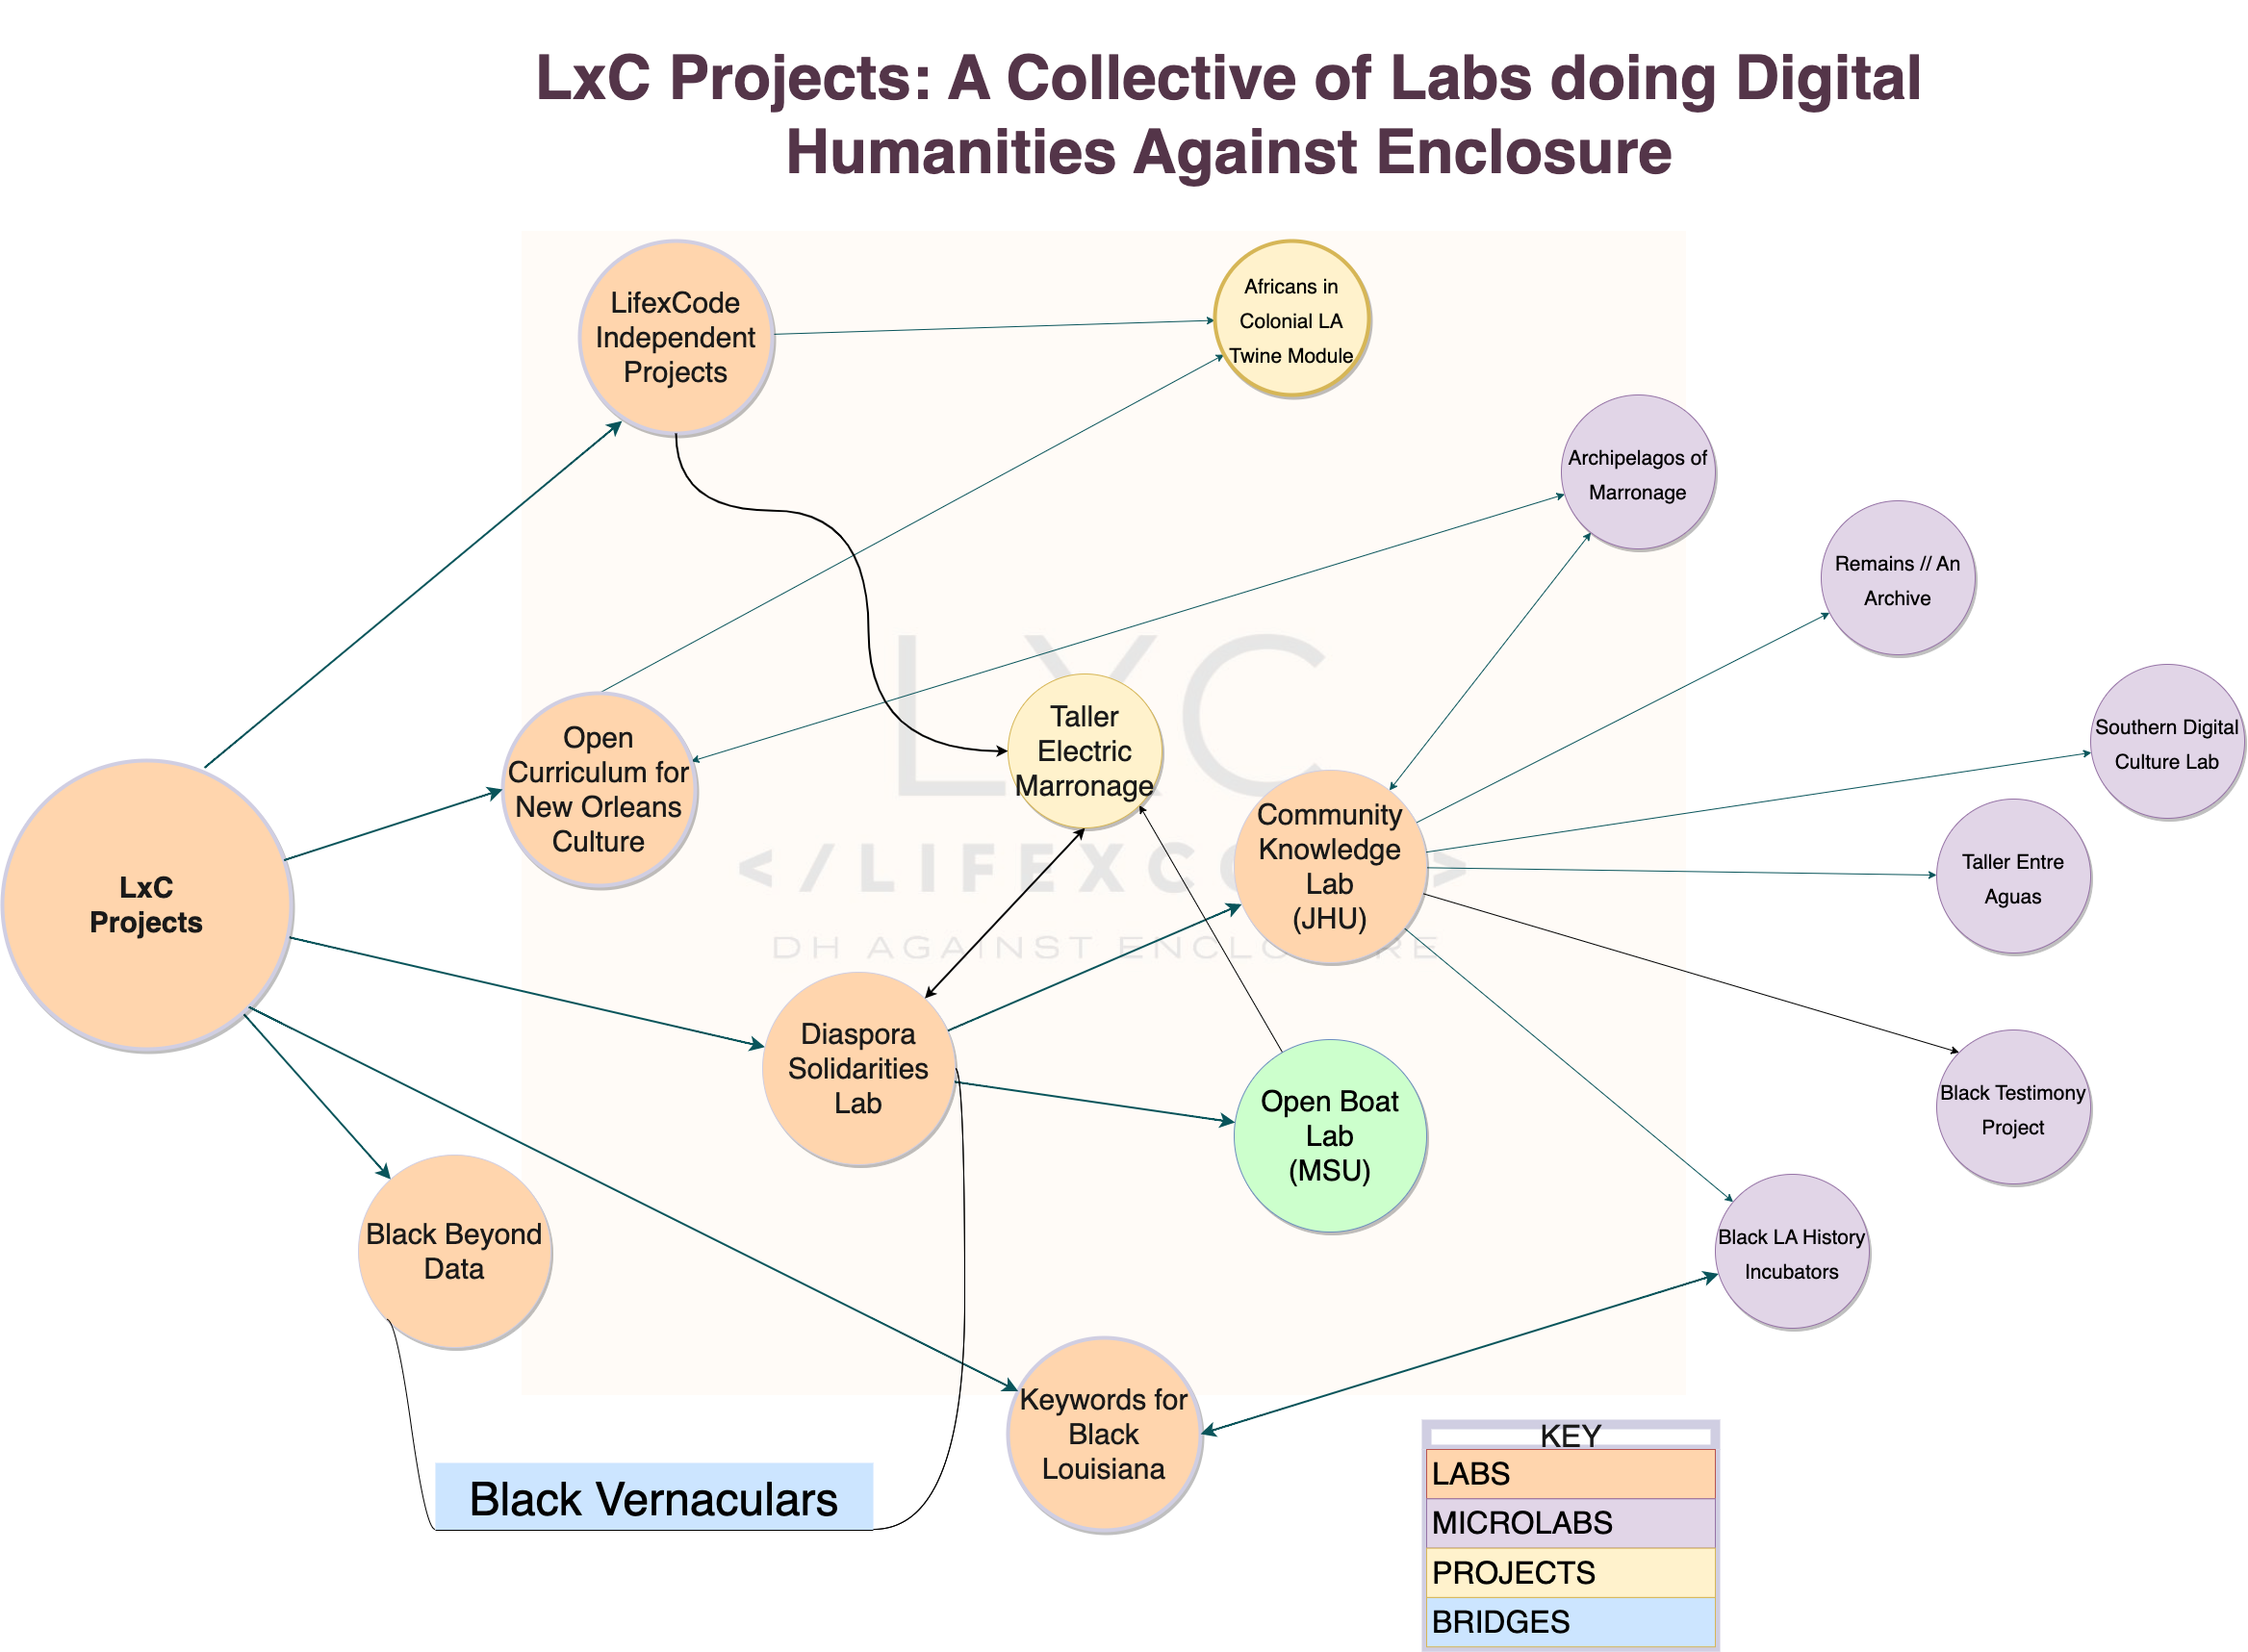 LxC Projects: A Collective of Labs doing Digital
Humanities Against Enclosure
LifexCode
Independent
Projects
Africans in
Colonial LA
Twine Module
Archipelagos of
Marronage
Remains // An
Archive
Southern Digital
Culture Lab
Open
Curriculum for
New Orleans
Culture
LXC
Taller
Electric
Marronage
Community
Knowledge
Lab
(JHU)
Taller Entre
Aguas
LxC
Projects
DH AGAINST
Diaspora
Solidarities
Lab
Open Boat
Lab
(MSU)
Black Testimony
Project
Black Beyond
Data
Black LA History
Incubators
Keywords for
Black
Louisiana
Black Vernaculars
KEY
LABS
MICROLABS
PROJECTS
BRIDGES